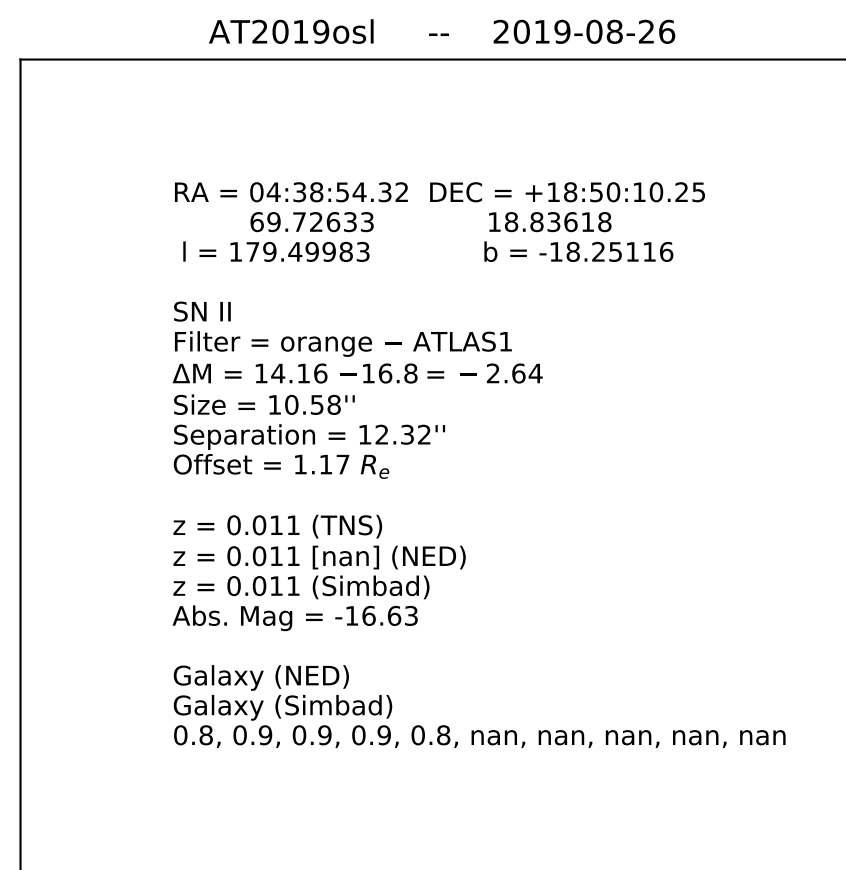 AT2019osl -- 2019-08-26
RA = 04:38:54.32 DEC = +18:50:10.25
69.72633 18.83618
l = 179.49983 b = -18.25116
SN II
Filter = orange − ATLAS1
ΔM = 14.16 −16.8 = − 2.64
Size = 10.58''
Separation = 12.32''
Offset = 1.17 Rₑ
z = 0.011 (TNS)
z = 0.011 [nan] (NED)
z = 0.011 (Simbad)
Abs. Mag = -16.63
Galaxy (NED)
Galaxy (Simbad)
0.8, 0.9, 0.9, 0.9, 0.8, nan, nan, nan, nan, nan